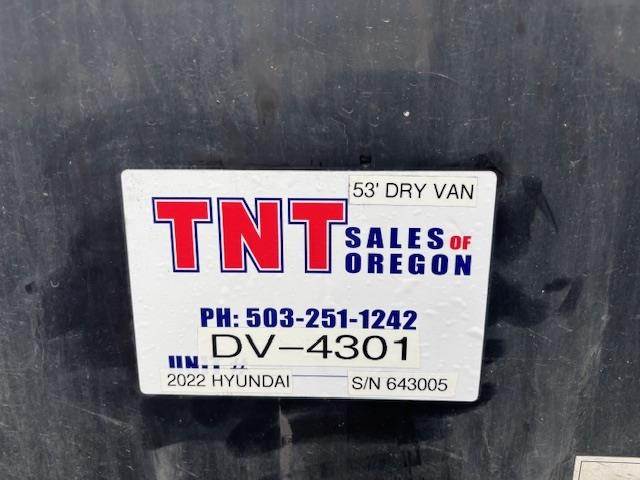 53' DRY VAN
TNT SALES OF
OREGON
PH: 503-251-1242
DV-4301
2022 HYUNDAI S/N 643005